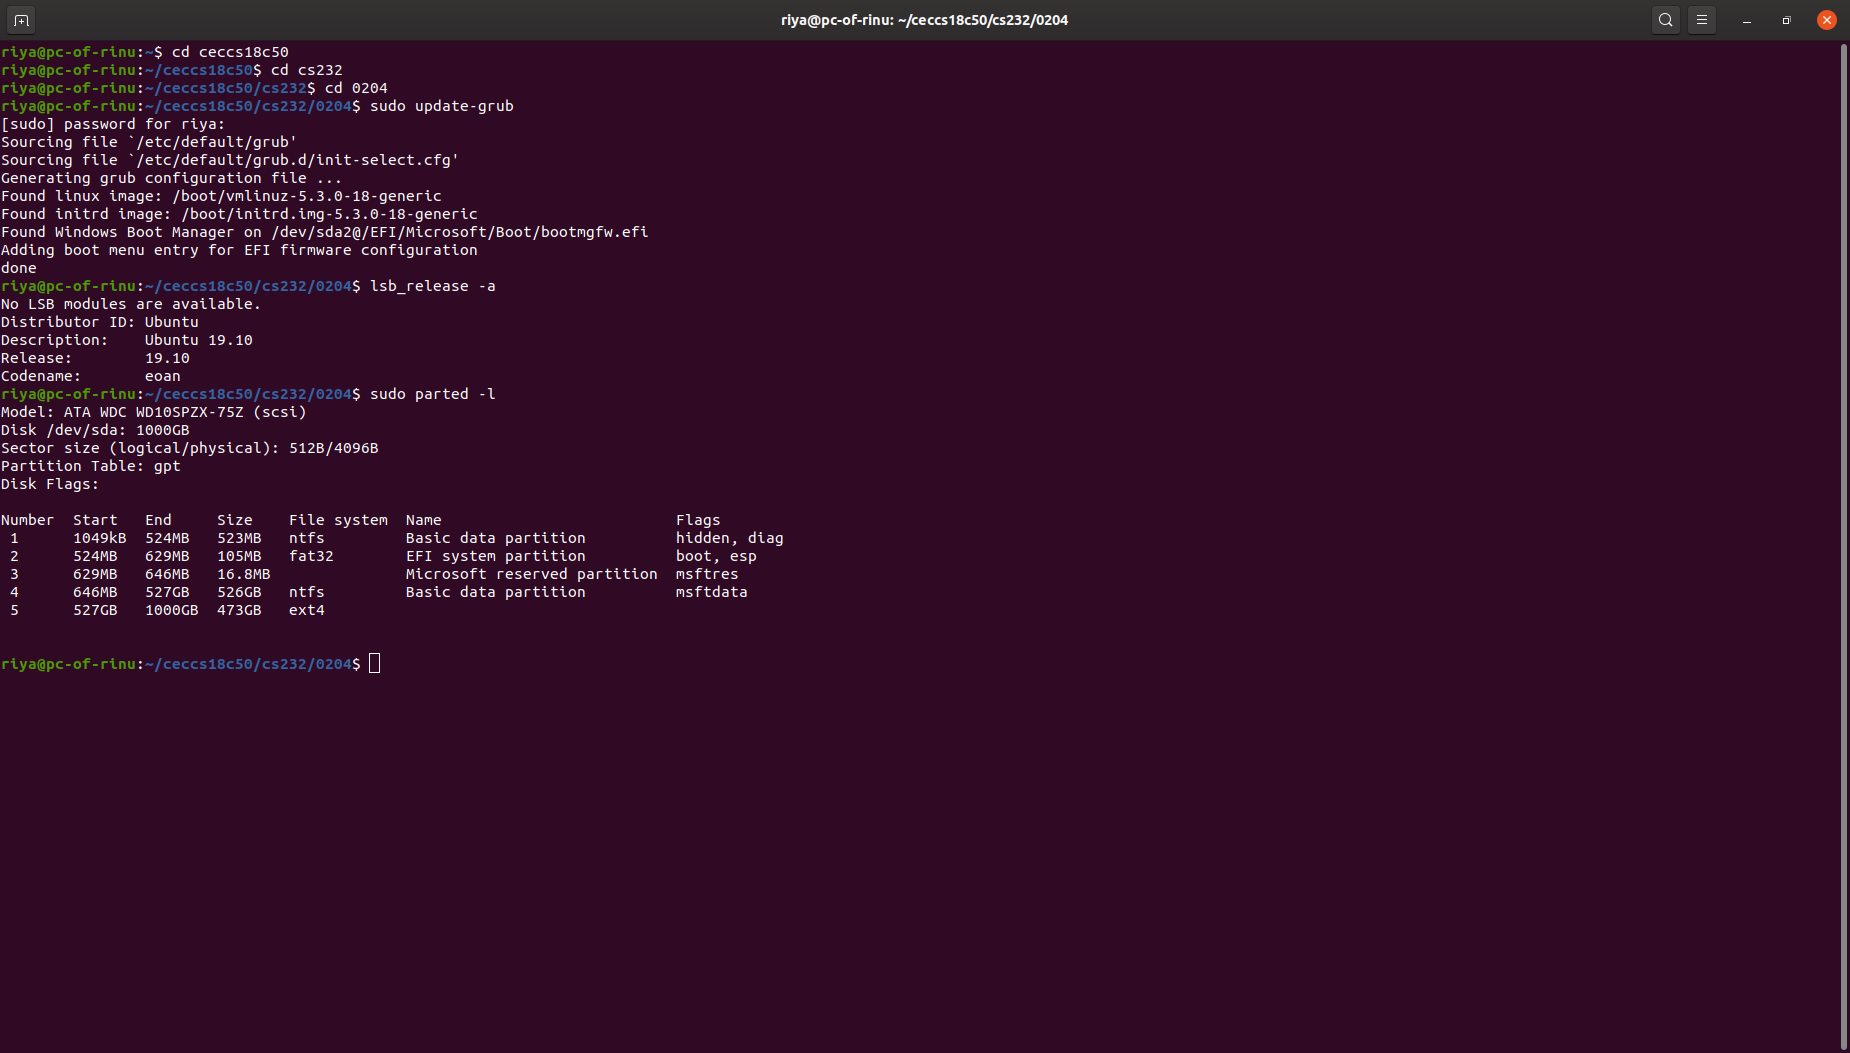 riya@pc-of-rinu: ~/ceccs18c50/cs232/0204
riya@pc-of-rinu:~$ cd ceccs18c50
riya@pc-of-rinu:~/ceccs18c50$ cd cs232
riya@pc-of-rinu:~/ceccs18c50/cs232$ cd 0204
riya@pc-of-rinu:~/ceccs18c50/cs232/0204$ sudo update-grub
[sudo] password for riya:
Sourcing file `/etc/default/grub'
Sourcing file `/etc/default/grub.d/init-select.cfg'
Generating grub configuration file ...
Found linux image: /boot/vmlinuz-5.3.0-18-generic
Found initrd image: /boot/initrd.img-5.3.0-18-generic
Found Windows Boot Manager on /dev/sda2@/EFI/Microsoft/Boot/bootmgfw.efi
Adding boot menu entry for EFI firmware configuration
done
riya@pc-of-rinu:~/ceccs18c50/cs232/0204$ lsb_release -a
No LSB modules are available.
Distributor ID: Ubuntu
Description:    Ubuntu 19.10
Release:        19.10
Codename:       eoan
riya@pc-of-rinu:~/ceccs18c50/cs232/0204$ sudo parted -l
Model: ATA WDC WD10SPZX-75Z (scsi)
Disk /dev/sda: 1000GB
Sector size (logical/physical): 512B/4096B
Partition Table: gpt
Disk Flags:
Number  Start   End     Size    File system  Name                          Flags
 1      1049kB  524MB   523MB   ntfs         Basic data partition          hidden, diag
 2      524MB   629MB   105MB   fat32        EFI system partition          boot, esp
 3      629MB   646MB   16.8MB               Microsoft reserved partition  msftres
 4      646MB   527GB   526GB   ntfs         Basic data partition          msftdata
 5      527GB   1000GB  473GB   ext4
riya@pc-of-rinu:~/ceccs18c50/cs232/0204$